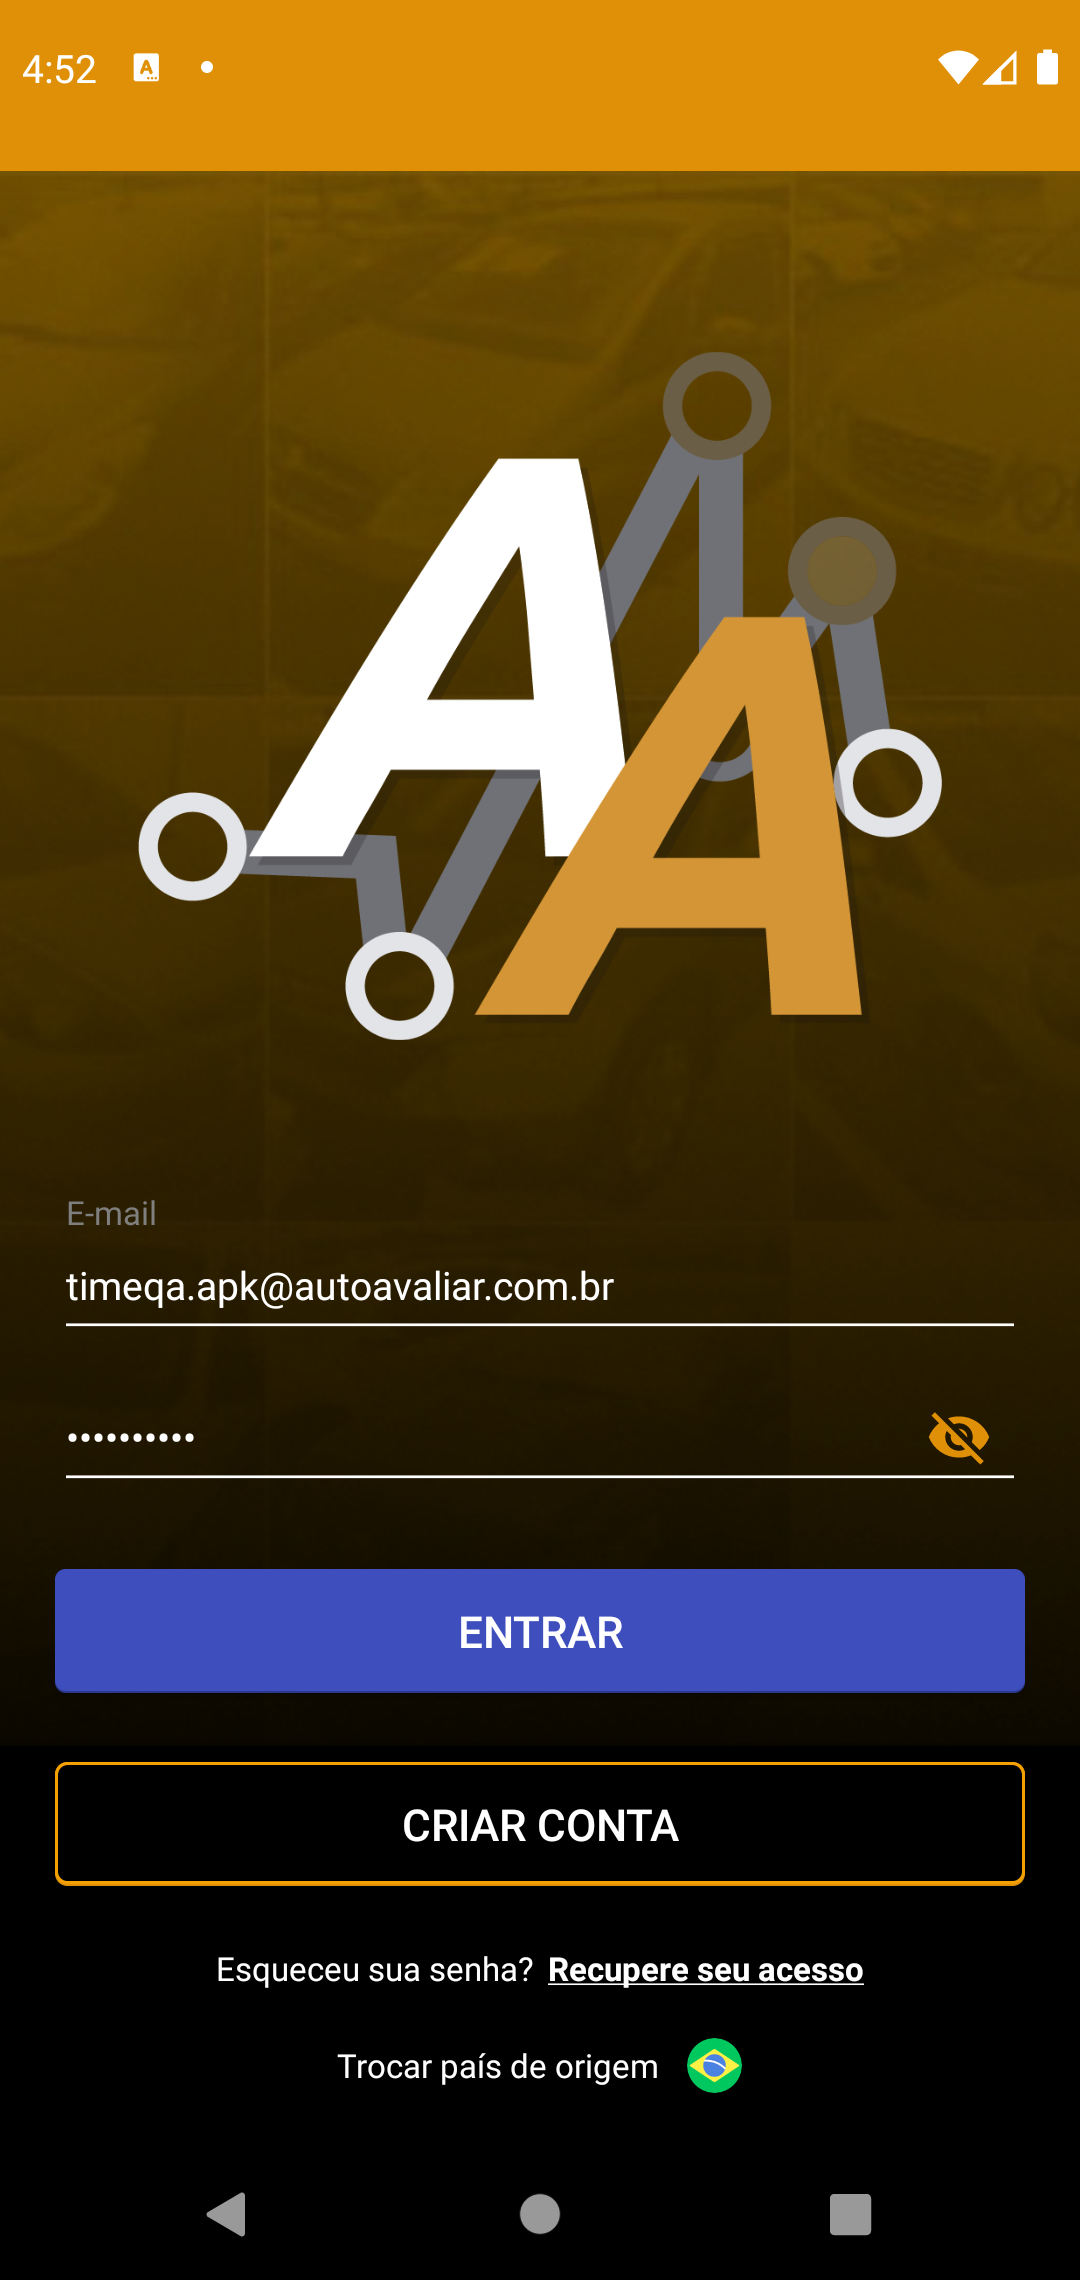 4:52
A
AA
E-mail
timeqa.apk@autoavaliar.com.br
••••••••••
ENTRAR
CRIAR CONTA
Esqueceu sua senha? Recupere seu acesso
Trocar país de origem